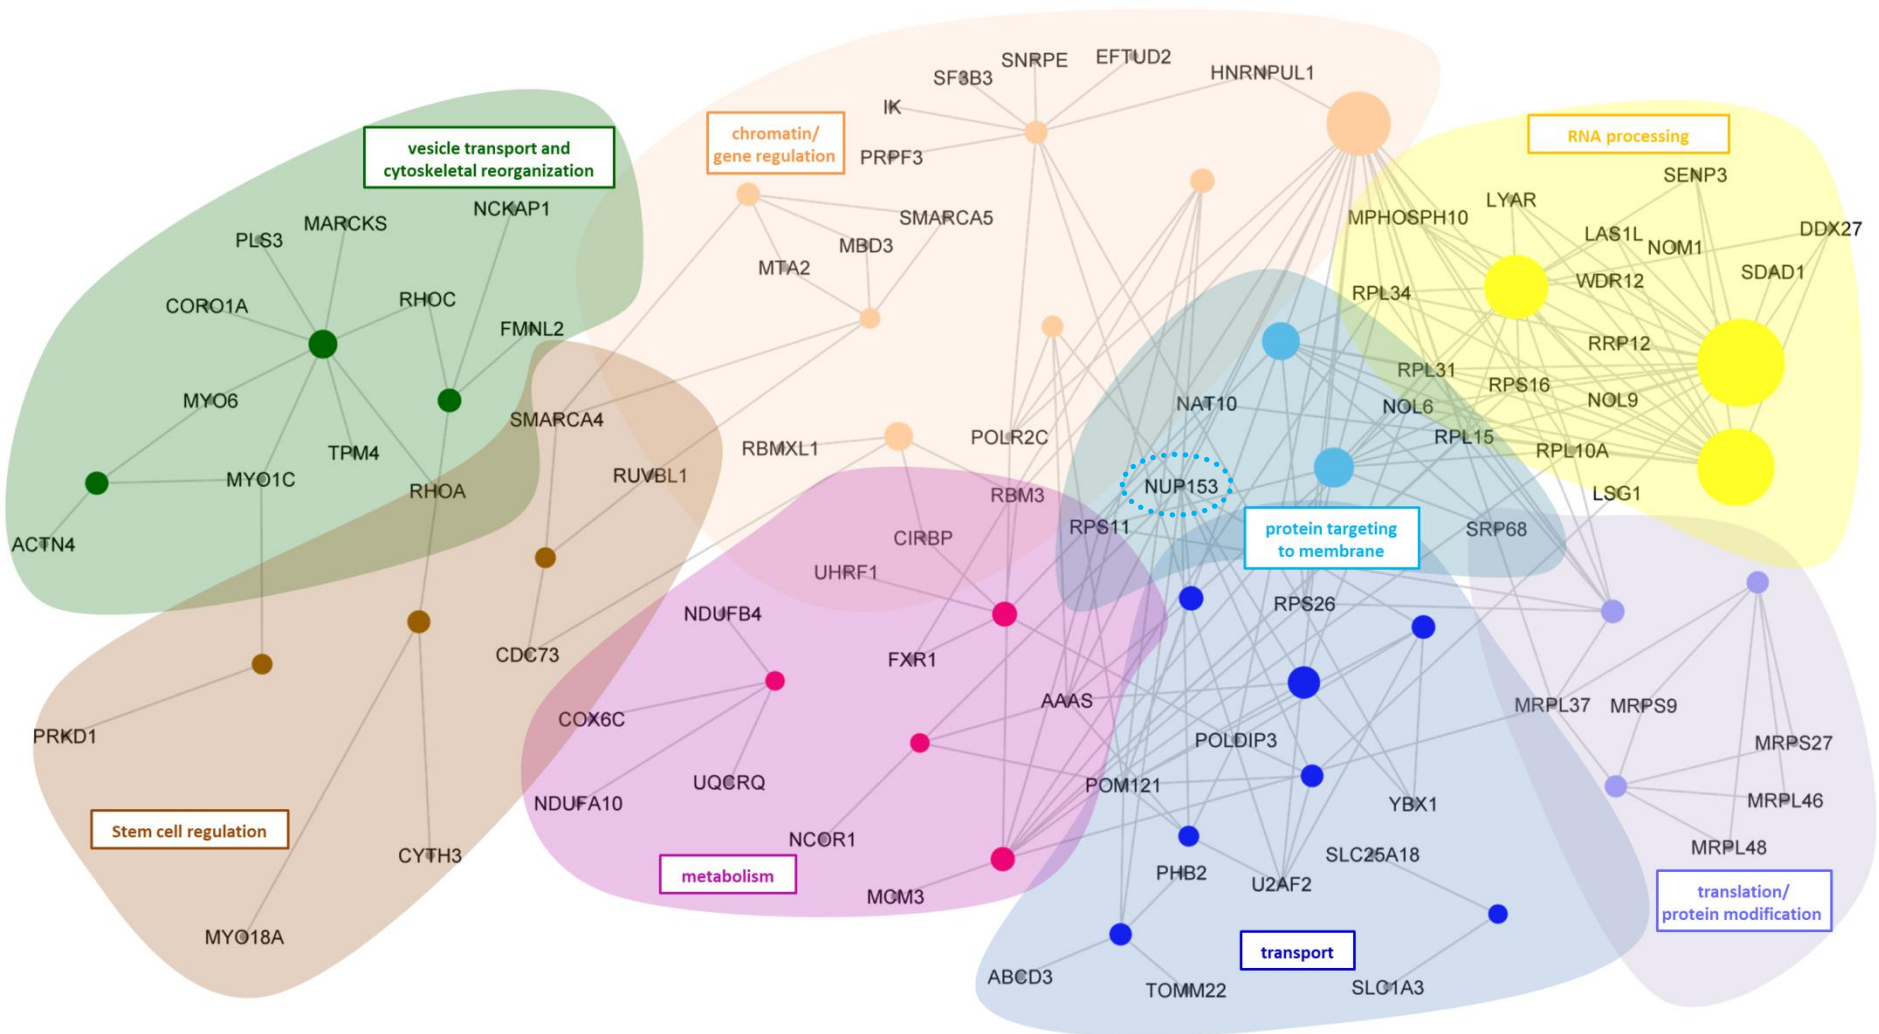 SNRPE
EFTUD2
SF3B3
HNRNPUL1
IK
chromatin/
gene regulation
RNA processing
vesicle transport and
cytoskeletal reorganization
PRPF3
SENP3
LYAR
NCKAP1
MARCKS
SMARCA5
MPHOSPH10
DDX27
PLS3
MBD3
LAS1L
NOM1
MTA2
SDAD1
WDR12
RPL34
CORO1A
RHOC
FMNL2
RRP12
RPL31
RPS16
MYO6
NAT10
NOL6
NOL9
SMARCA4
RBMXL1
POLR2C
RPL15
RPL10A
TPM4
MYO1C
RHOA
RUVBL1
NUP153
RBM3
LSG1
RPS11
protein targeting
to membrane
SRP68
ACTN4
CIRBP
UHRF1
NDUFB4
RPS26
CDC73
FXR1
AAAS
COX6C
MRPL37
MRPS9
PRKD1
POLDIP3
MRPS27
UQCRQ
POM121
NDUFA10
YBX1
MRPL46
Stem cell regulation
NCOR1
CYTH3
SLC25A18
MRPL48
metabolism
PHB2
U2AF2
MCM3
translation/
protein modification
MYO18A
transport
ABCD3
TOMM22
SLC1A3